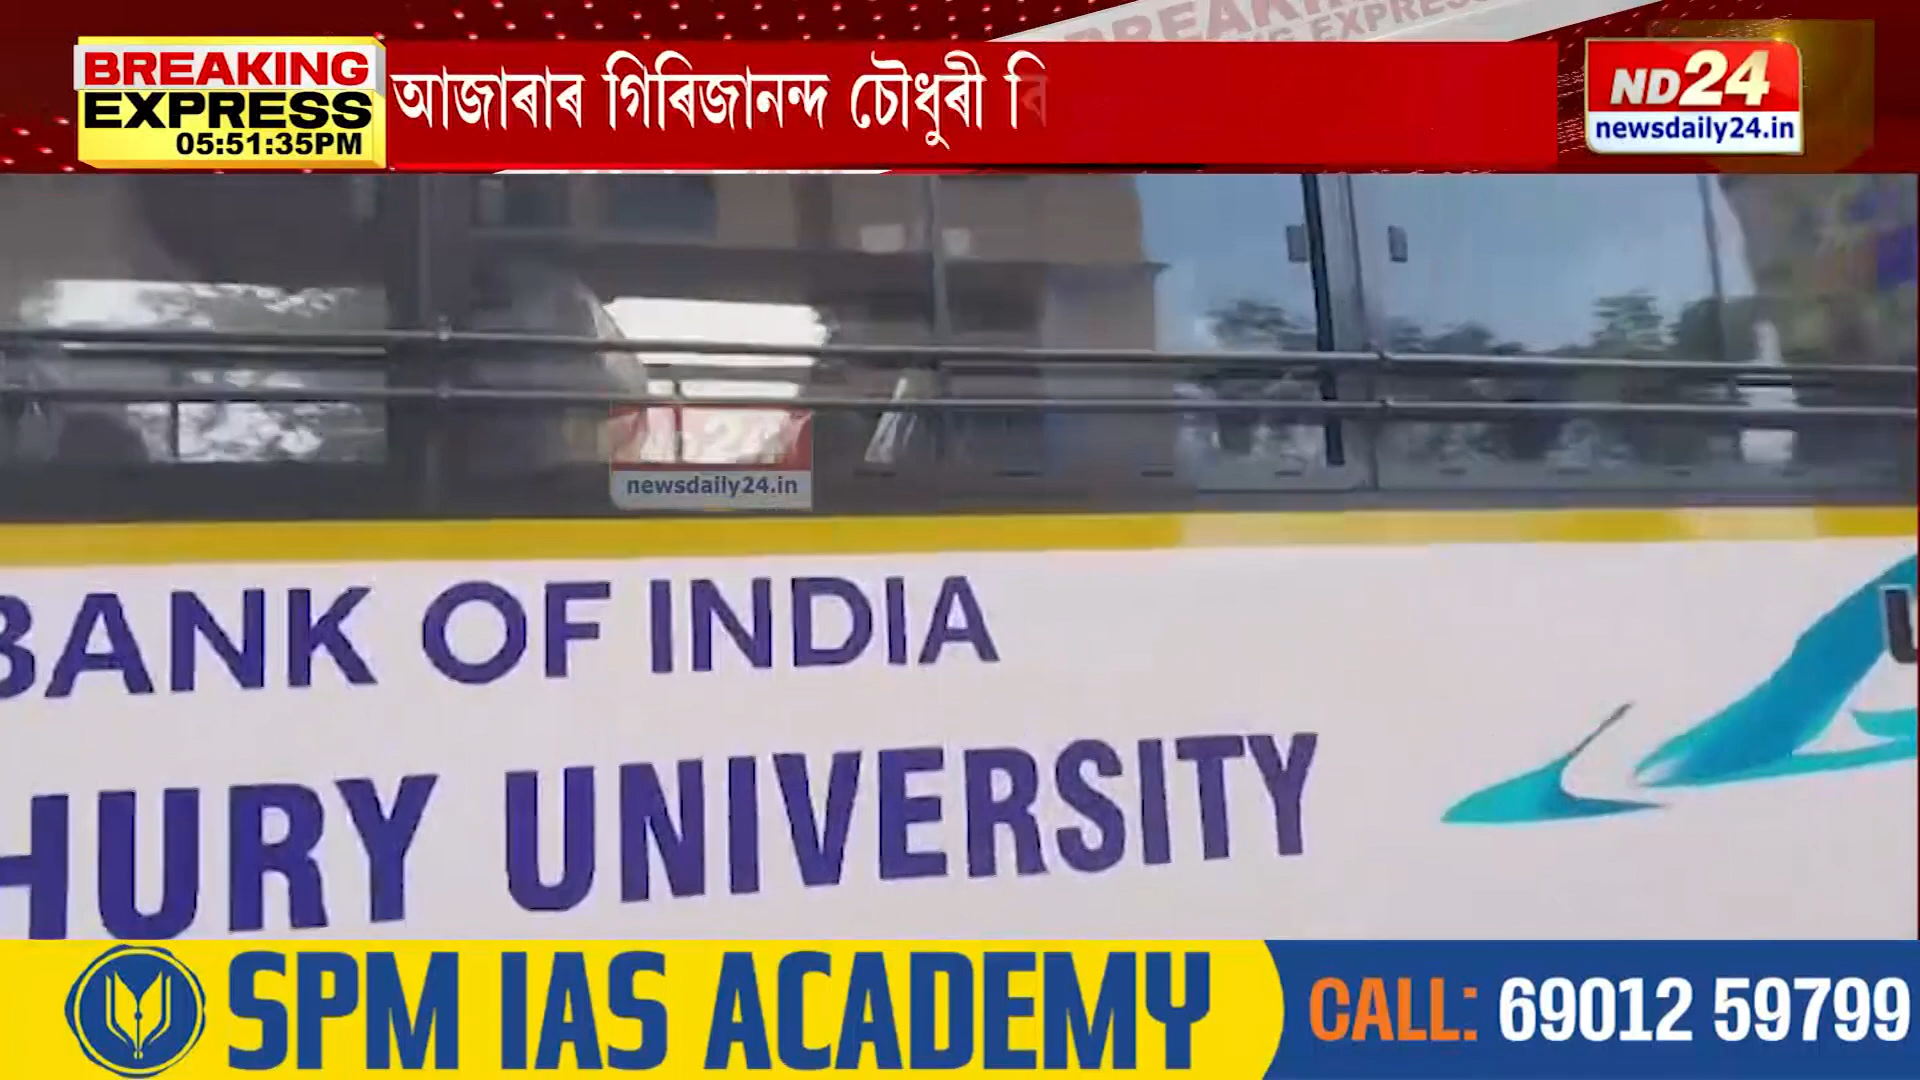 BREAKING
EXPRESS
05:51:35PM
আজাৰাৰ গিৰিজানন্দ চৌধুৰী
ND24
newsdaily24.in
newsdaily24.in
BANK OF INDIA
HURY UNIVERSITY
SPM IAS ACADEMY
CALL: 69012 59799